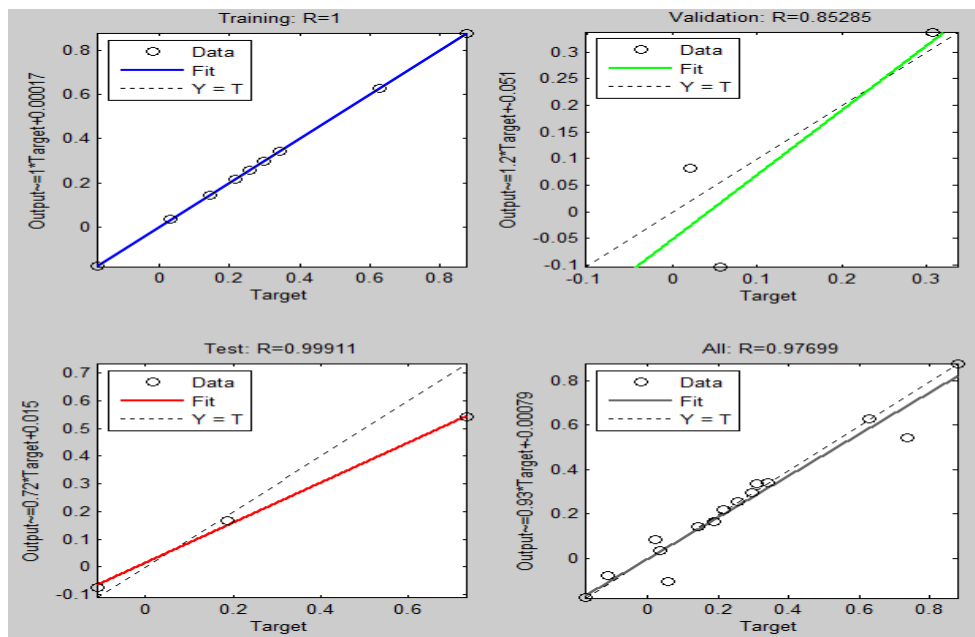 Training: R=1
Output~=1*Target+0.00017
0.8
0.6
0.4
0.2
0
Data
Fit
Y = T
0 0.2 0.4 0.6 0.8
Target
Validation: R=0.85285
Output~=1.2*Target+-0.051
0.3
0.25
0.2
0.15
0.1
0.05
0
-0.05
-0.1
Data
Fit
Y = T
-0.1 0 0.1 0.2 0.3
Target
Test: R=0.99911
Output~=0.72*Target+0.015
0.7
0.6
0.5
0.4
0.3
0.2
0.1
0
-0.1
Data
Fit
Y = T
0 0.2 0.4 0.6
Target
All: R=0.97699
Output~=0.93*Target+-0.00079
0.8
0.6
0.4
0.2
0
Data
Fit
Y = T
0 0.2 0.4 0.6 0.8
Target